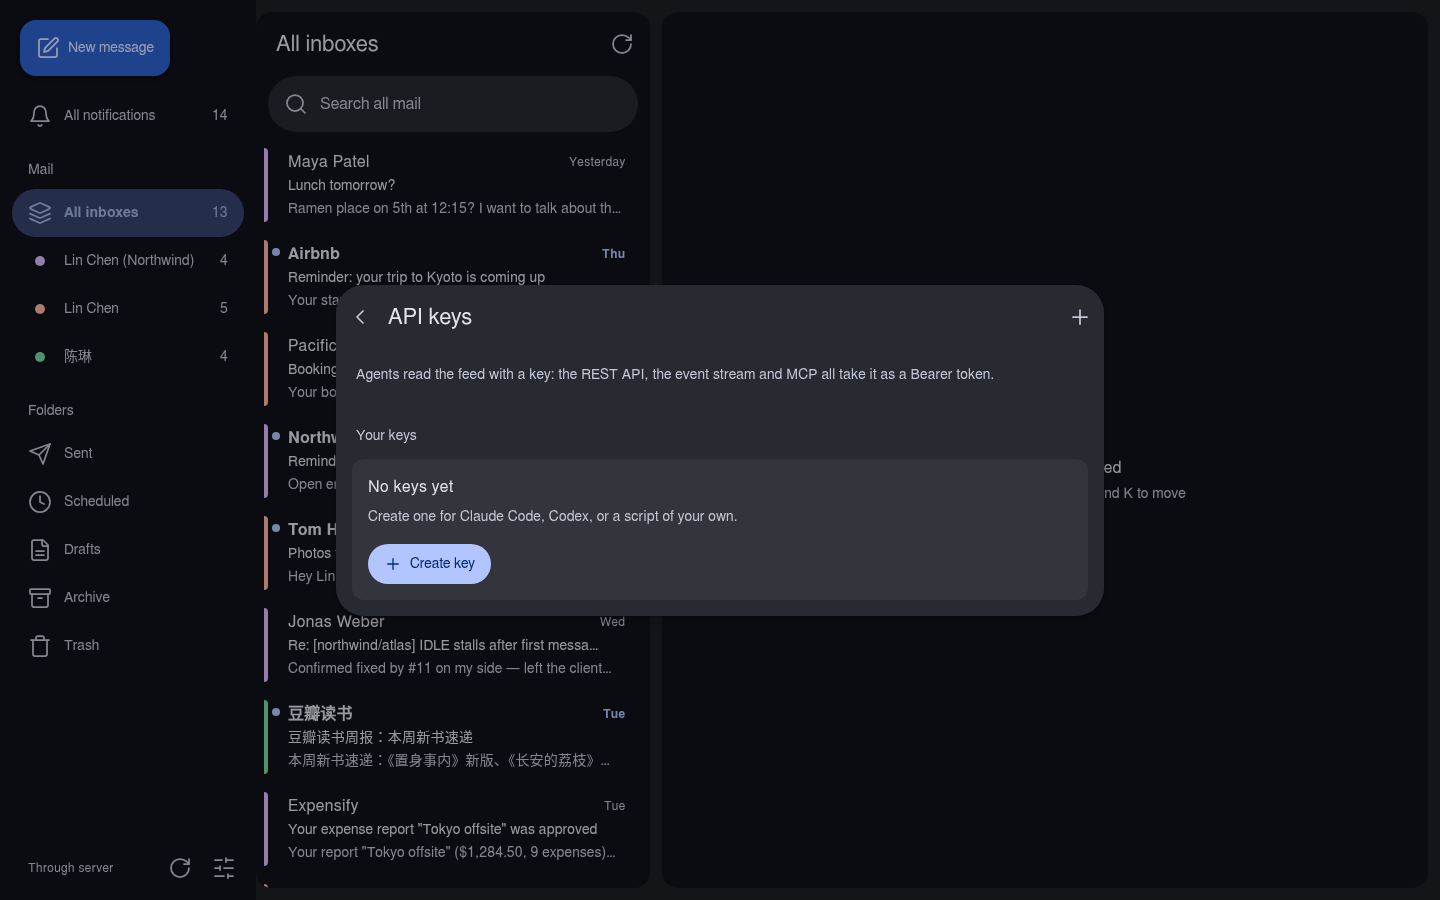 New message
All notifications 14
Mail
All inboxes 13
Lin Chen (Northwind) 4
Lin Chen 5
陈琳 4
Folders
Sent
Scheduled
Drafts
Archive
Trash
Through server
All inboxes
Search all mail
Maya Patel Yesterday
Lunch tomorrow?
Ramen place on 5th at 12:15? I want to talk about th…
Airbnb Thu
Reminder: your trip to Kyoto is coming up
Your sta
Pacific
Booking
Your bo
Northw
Remind
Open en
Tom H
Photos
Hey Lin
Jonas Weber Wed
Re: [northwind/atlas] IDLE stalls after first messa…
Confirmed fixed by #11 on my side — left the client…
豆瓣读书 Tue
豆瓣读书周报：本周新书速递
本周新书速递：《置身事内》新版、《长安的荔枝》…
Expensify Tue
Your expense report "Tokyo offsite" was approved
Your report "Tokyo offsite" ($1,284.50, 9 expenses)…
API keys
Agents read the feed with a key: the REST API, the event stream and MCP all take it as a Bearer token.
Your keys
No keys yet
Create one for Claude Code, Codex, or a script of your own.
Create key
ed
nd K to move